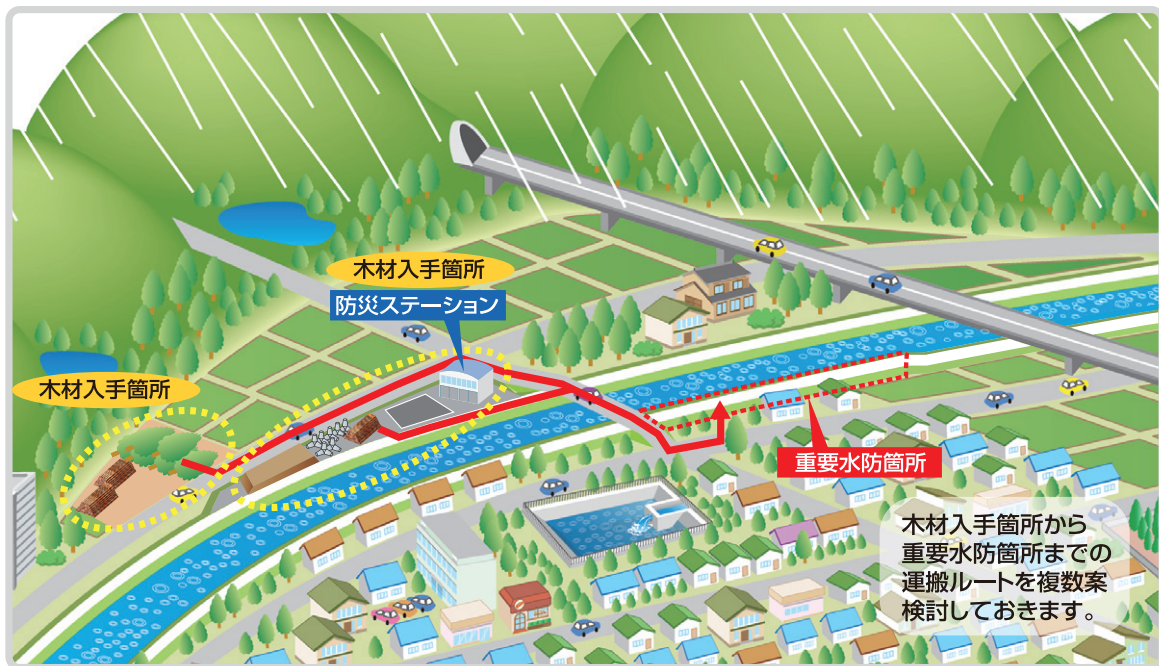 木材入手箇所
防災ステーション
木材入手箇所
重要水防箇所
木材入手箇所から
重要水防箇所までの
運搬ルートを複数案
検討しておきます。